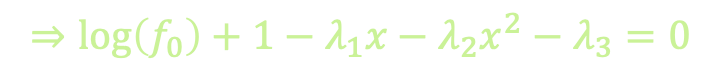 ⇒ log(f₀) + 1 − λ₁x − λ₂x² − λ₃ = 0